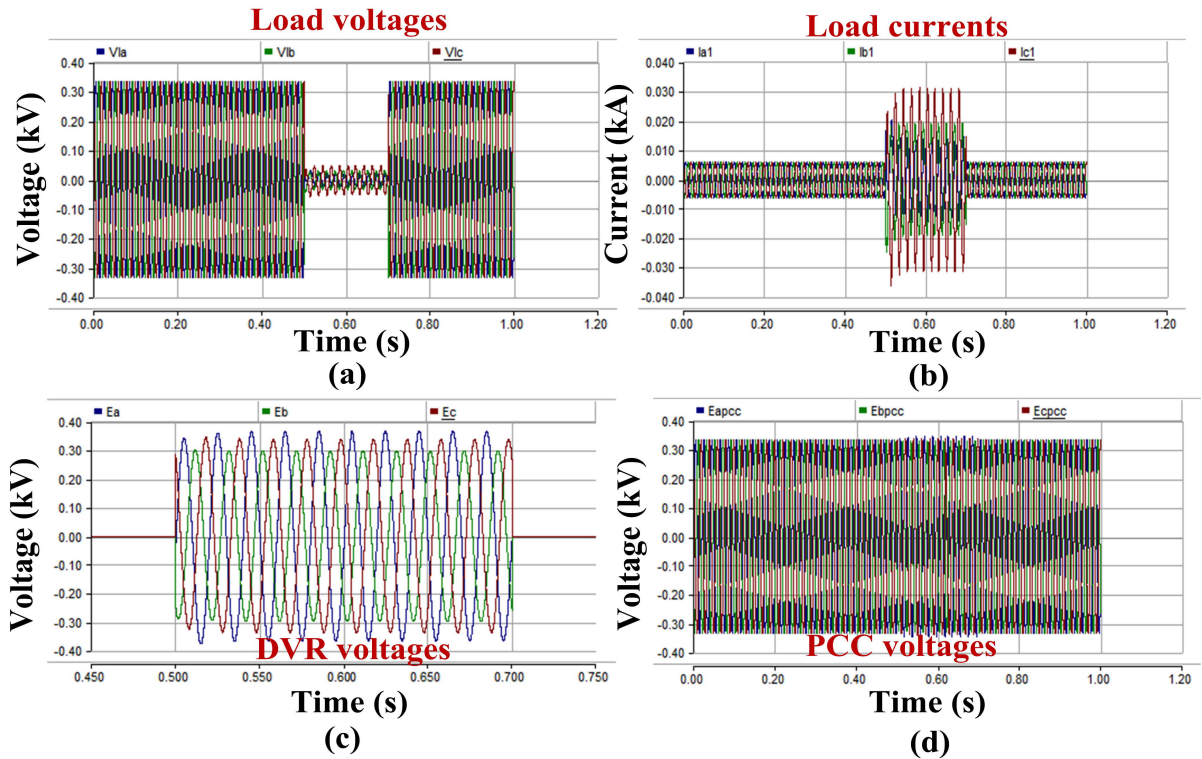 Load voltages
Vla Vlb Vlc
0.40
0.30
0.20
0.10
0.00
-0.10
-0.20
-0.30
-0.40
Voltage (kV)
0.00 0.20 0.40 0.60 0.80 1.00 1.20
Time (s)
(a)
Load currents
Ia1 Ib1 Ic1
0.040
0.030
0.020
0.010
0.000
-0.010
-0.020
-0.030
-0.040
Current (kA)
0.00 0.20 0.40 0.60 0.80 1.00 1.20
Time (s)
(b)
Ea Eb Ec
0.40
0.30
0.20
0.10
0.00
-0.10
-0.20
-0.30
-0.40
Voltage (kV)
DVR voltages
0.450 0.500 0.550 0.600 0.650 0.700 0.750
Time (s)
(c)
Eapcc Ebpcc Ecpcc
0.40
0.30
0.20
0.10
0.00
-0.10
-0.20
-0.30
-0.40
Voltage (kV)
PCC voltages
0.00 0.20 0.40 0.60 0.80 1.00 1.20
Time (s)
(d)